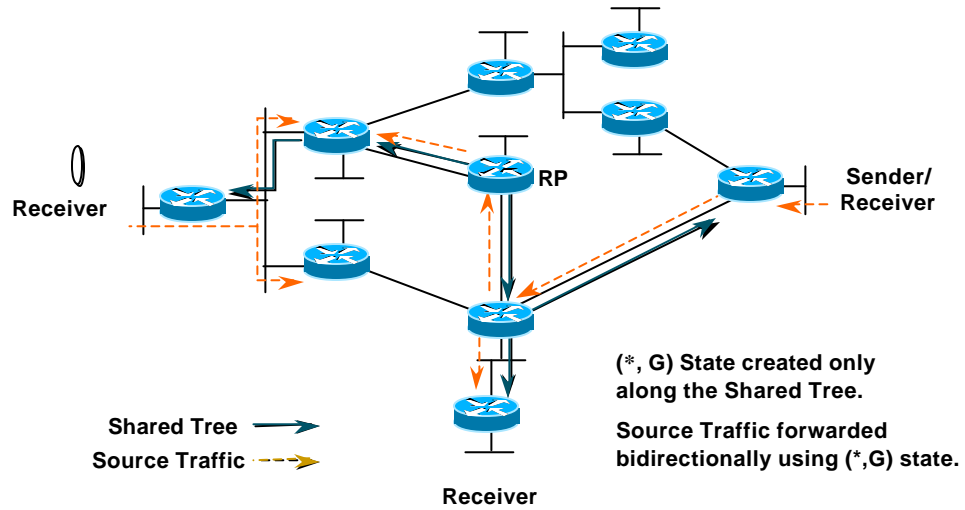 RP
Receiver
Sender/
Receiver
(*, G) State created only
along the Shared Tree.
Source Traffic forwarded
bidirectionally using (*,G) state.
Shared Tree
Source Traffic
Receiver